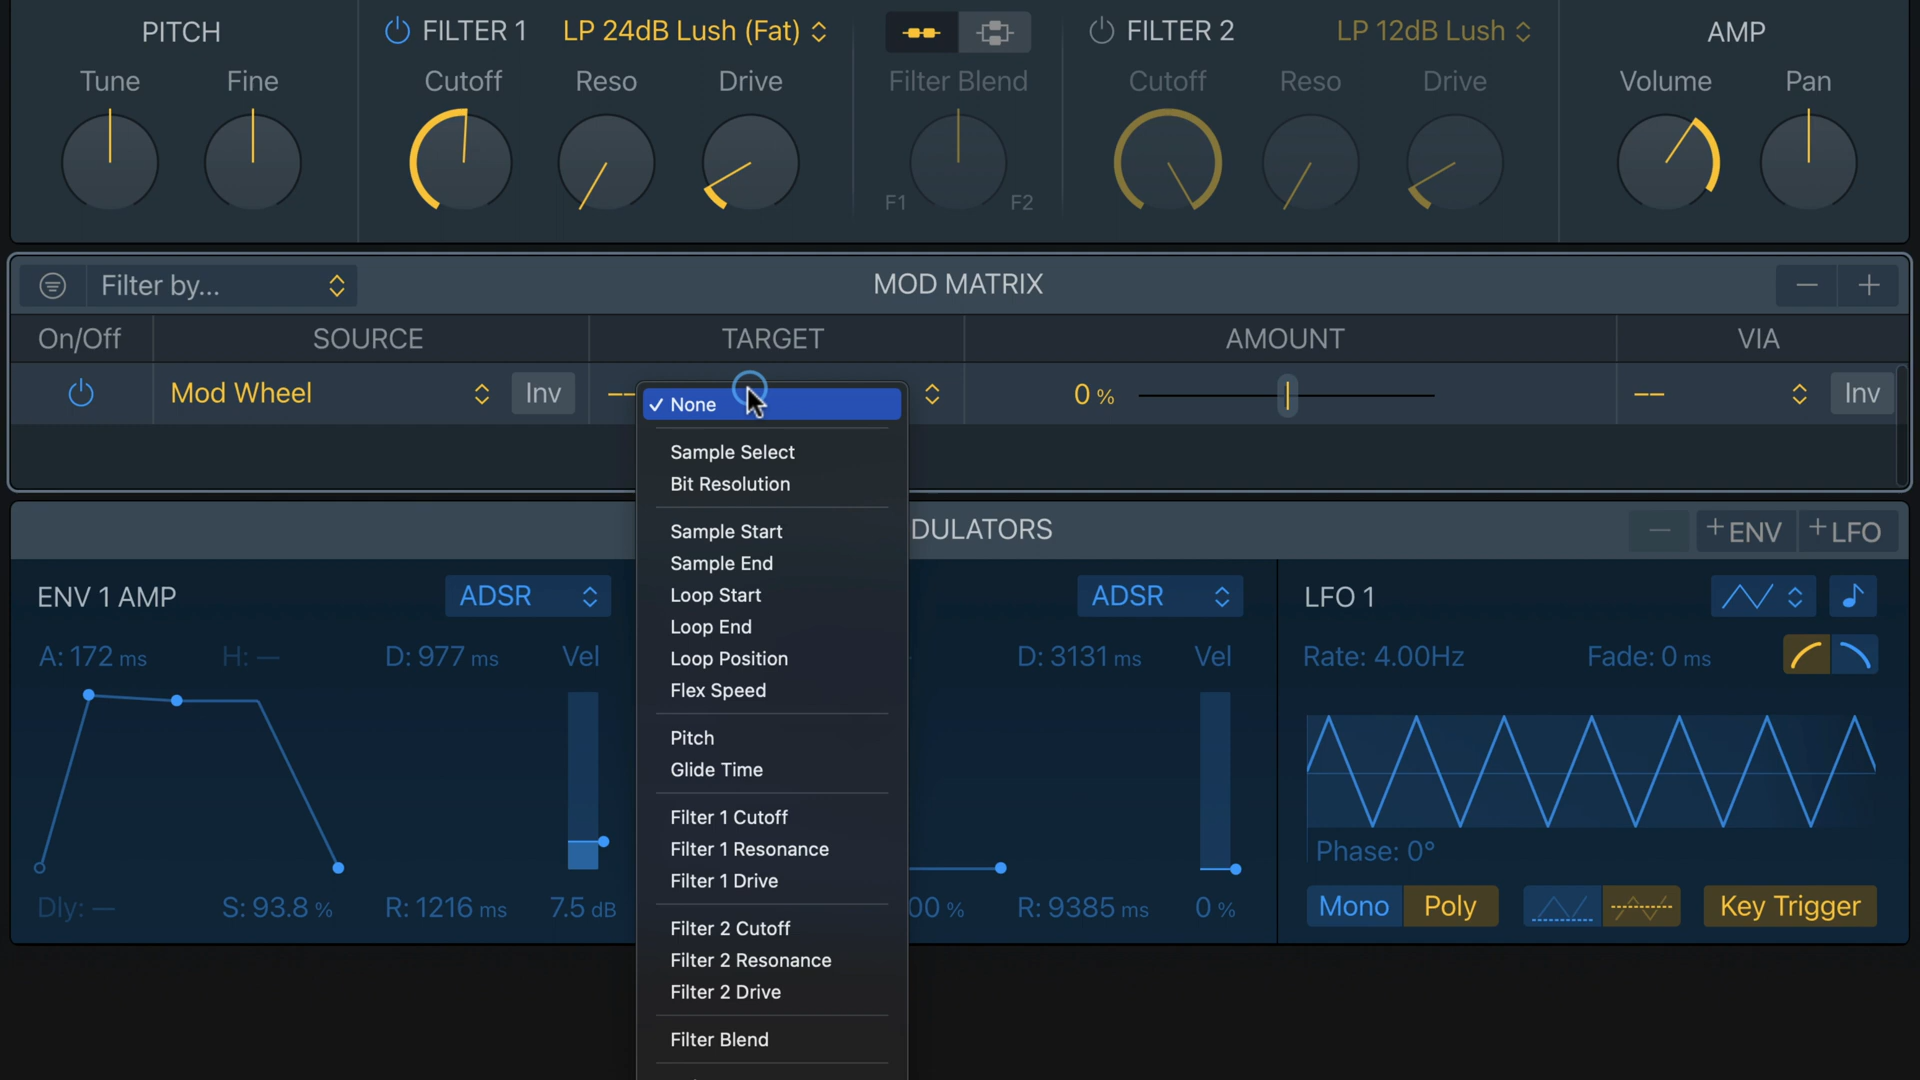 PITCH
FILTER 1
LP 24dB Lush (Fat)
FILTER 2
LP 12dB Lush
AMP
Tune
Fine
Cutoff
Reso
Drive
Filter Blend
Cutoff
Reso
Drive
Volume
Pan
F1
F2
Filter by...
MOD MATRIX
On/Off
SOURCE
TARGET
AMOUNT
VIA
Mod Wheel
Inv
--
0 %
--
Inv
✓ None
Sample Select
Bit Resolution
Sample Start
Sample End
Loop Start
Loop End
Loop Position
Flex Speed
Pitch
Glide Time
Filter 1 Cutoff
Filter 1 Resonance
Filter 1 Drive
Filter 2 Cutoff
Filter 2 Resonance
Filter 2 Drive
Filter Blend
DULATORS
+ENV
+LFO
ENV 1 AMP
ADSR
A: 172 ms
H: —
D: 977 ms
Vel
Dly: —
S: 93.8 %
R: 1216 ms
7.5 dB
ADSR
D: 3131 ms
Vel
00 %
R: 9385 ms
0 %
LFO 1
Rate: 4.00Hz
Fade: 0 ms
Phase: 0°
Mono
Poly
Key Trigger